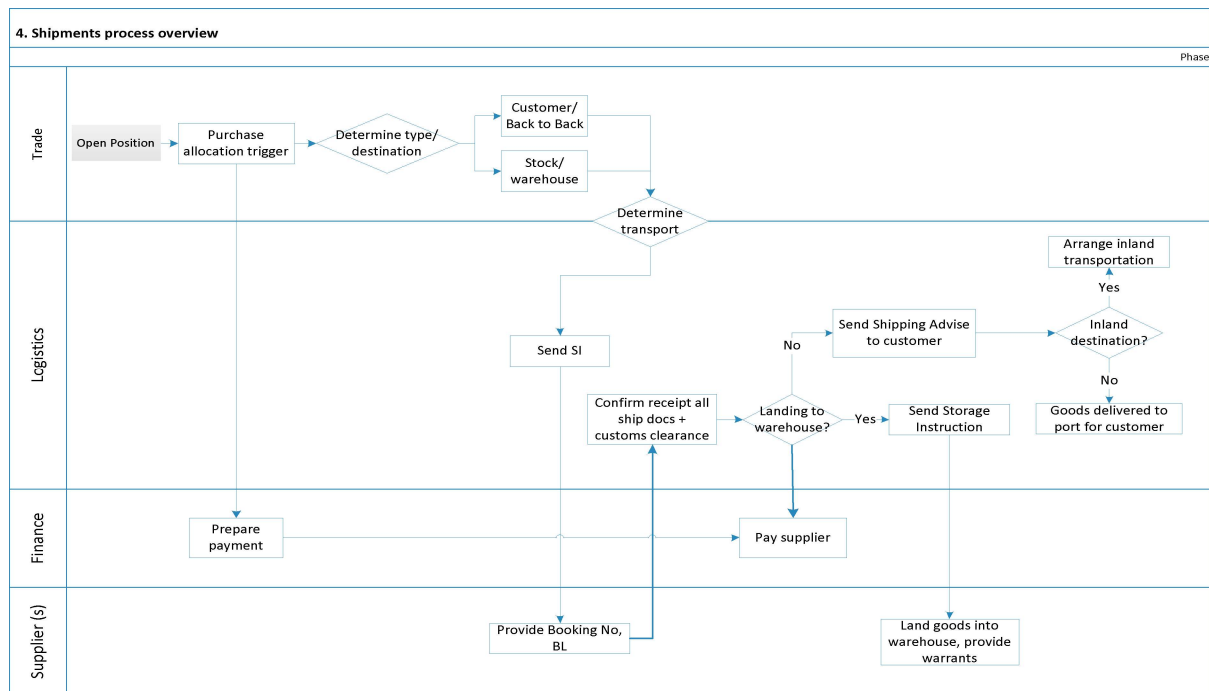 4. Shipments process overview
Phase
Trade
Open Position
Purchase
allocation trigger
Determine type/
destination
Customer/
Back to Back
Stock/
warehouse
Determine
transport
Logistics
Send SI
Confirm receipt all
ship docs +
customs clearance
Landing to
warehouse?
No
Send Shipping Advise
to customer
Inland
destination?
Yes
Arrange inland
transportation
No
Goods delivered to
port for customer
Yes
Send Storage
Instruction
Finance
Prepare
payment
Pay supplier
Supplier (s)
Provide Booking No,
BL
Land goods into
warehouse, provide
warrants